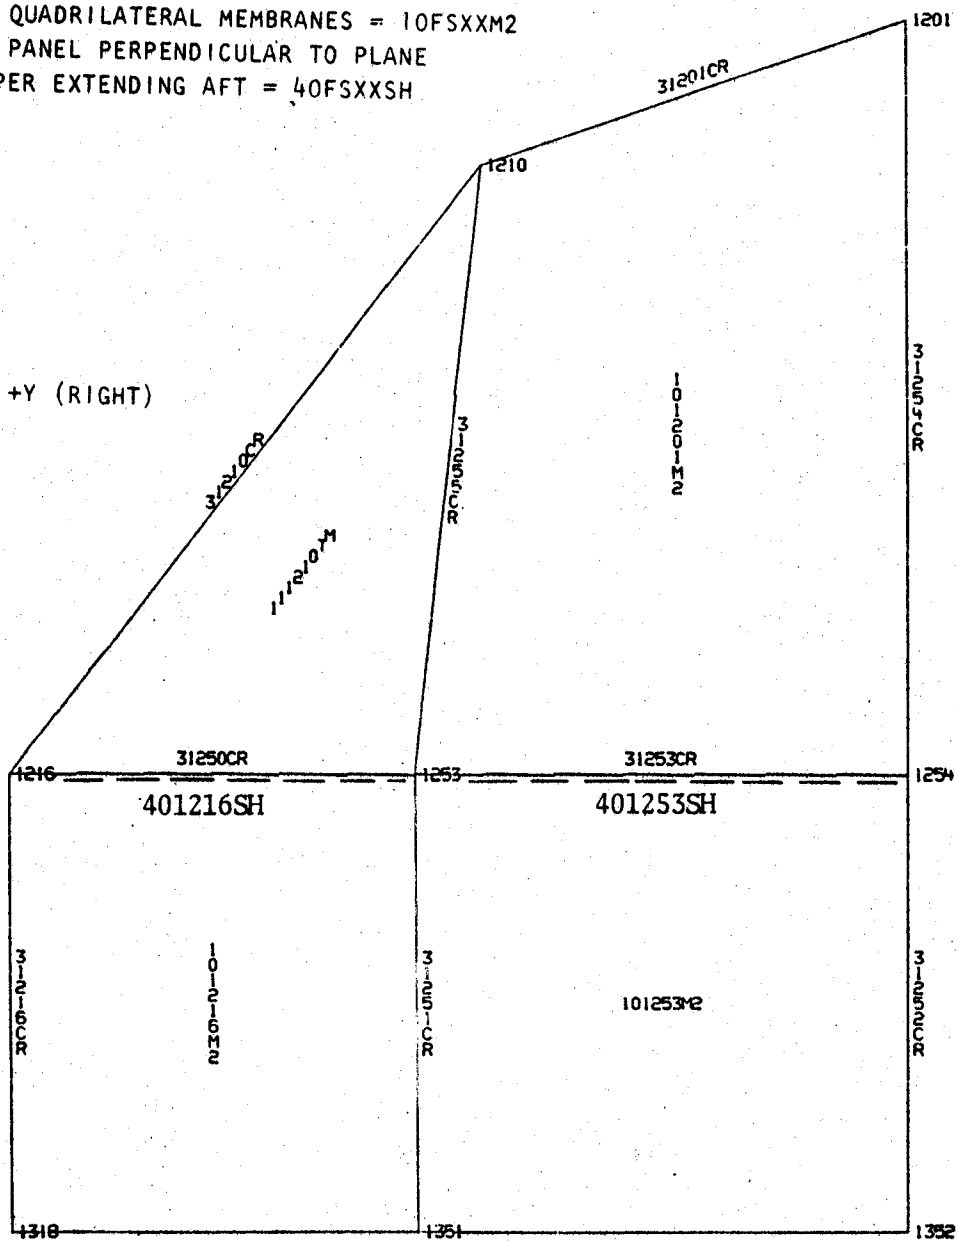 QUADRILATERAL MEMBRANES = 10FSXXM2
PANEL PERPENDICULAR TO PLANE
PER EXTENDING AFT = 40FSXXSH
1201
31201CR
1210
31254CR
+Y (RIGHT)
101201M2
31255CR
31210CR
111210TM
31250CR
31253CR
1216
1253
1254
401216SH
401253SH
31216CR
101216M2
31251CR
101253M2
31252CR
1318
1351
1352